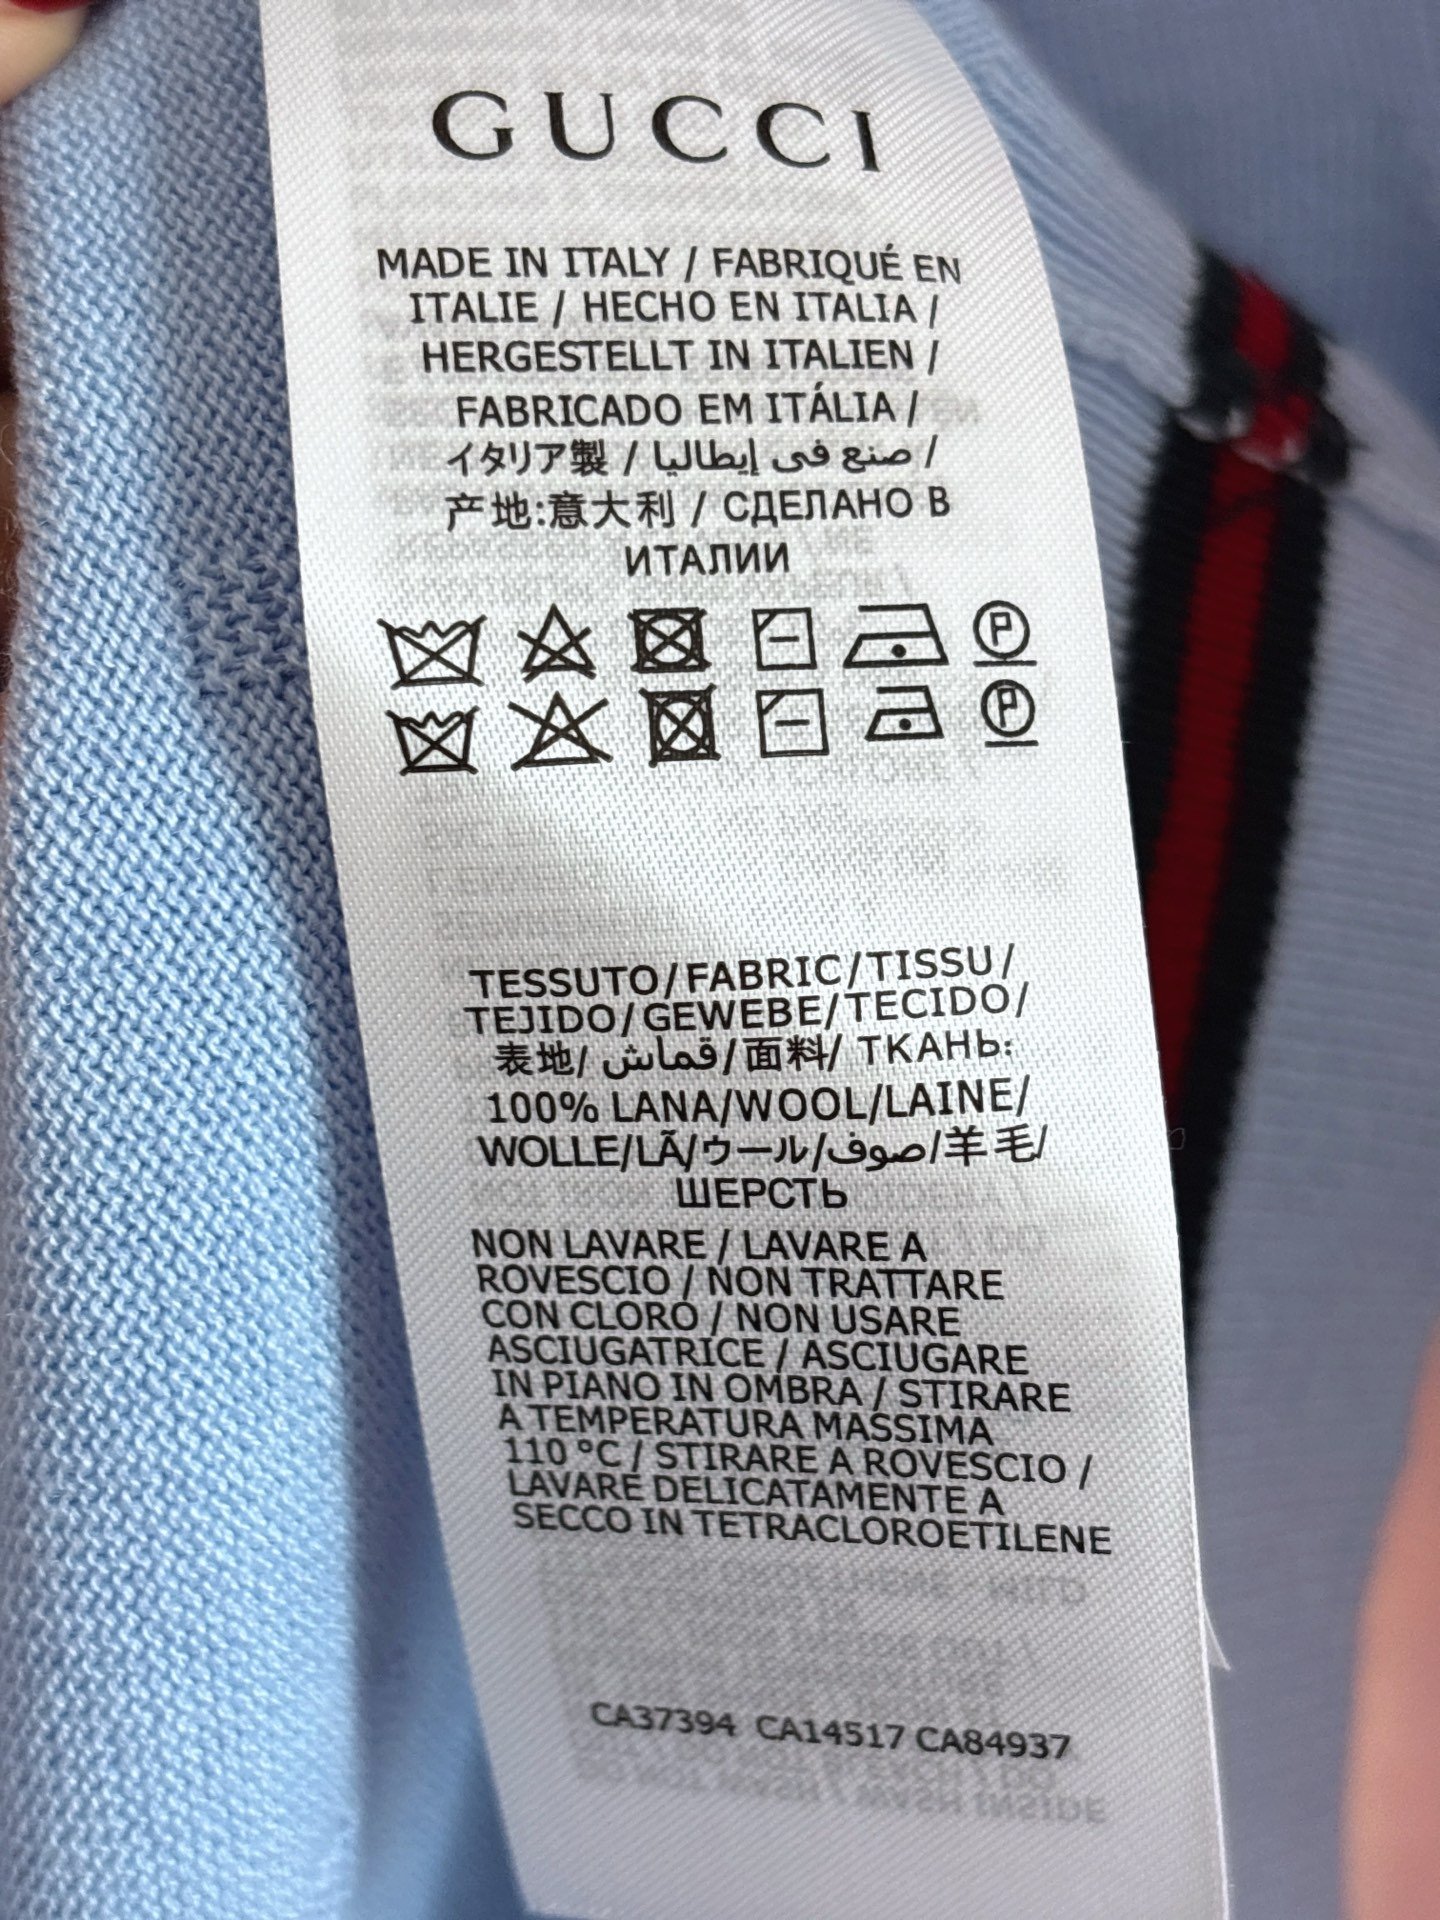 GUCCI
MADE IN ITALY / FABRIQUÉ EN
ITALIE / HECHO EN ITALIA /
HERGESTELLT IN ITALIEN /
FABRICADO EM ITÁLIA /
イタリア製 / صنع في إيطاليا /
产地:意大利 / СДЕЛАНО В
ИТАЛИИ
P
P
TESSUTO/FABRIC/TISSU/
TEJIDO/GEWEBE/TECIDO/
表地/ قماش/面料/ ТКАНЬ:
100% LANA/WOOL/LAINE/
WOLLE/LÃ/ウール/صوف/羊毛/
ШЕРСТЬ
NON LAVARE / LAVARE A
ROVESCIO / NON TRATTARE
CON CLORO / NON USARE
ASCIUGATRICE / ASCIUGARE
IN PIANO IN OMBRA / STIRARE
A TEMPERATURA MASSIMA
110 °C / STIRARE A ROVESCIO /
LAVARE DELICATAMENTE A
SECCO IN TETRACLOROETILENE
CA37394 CA14517 CA84937